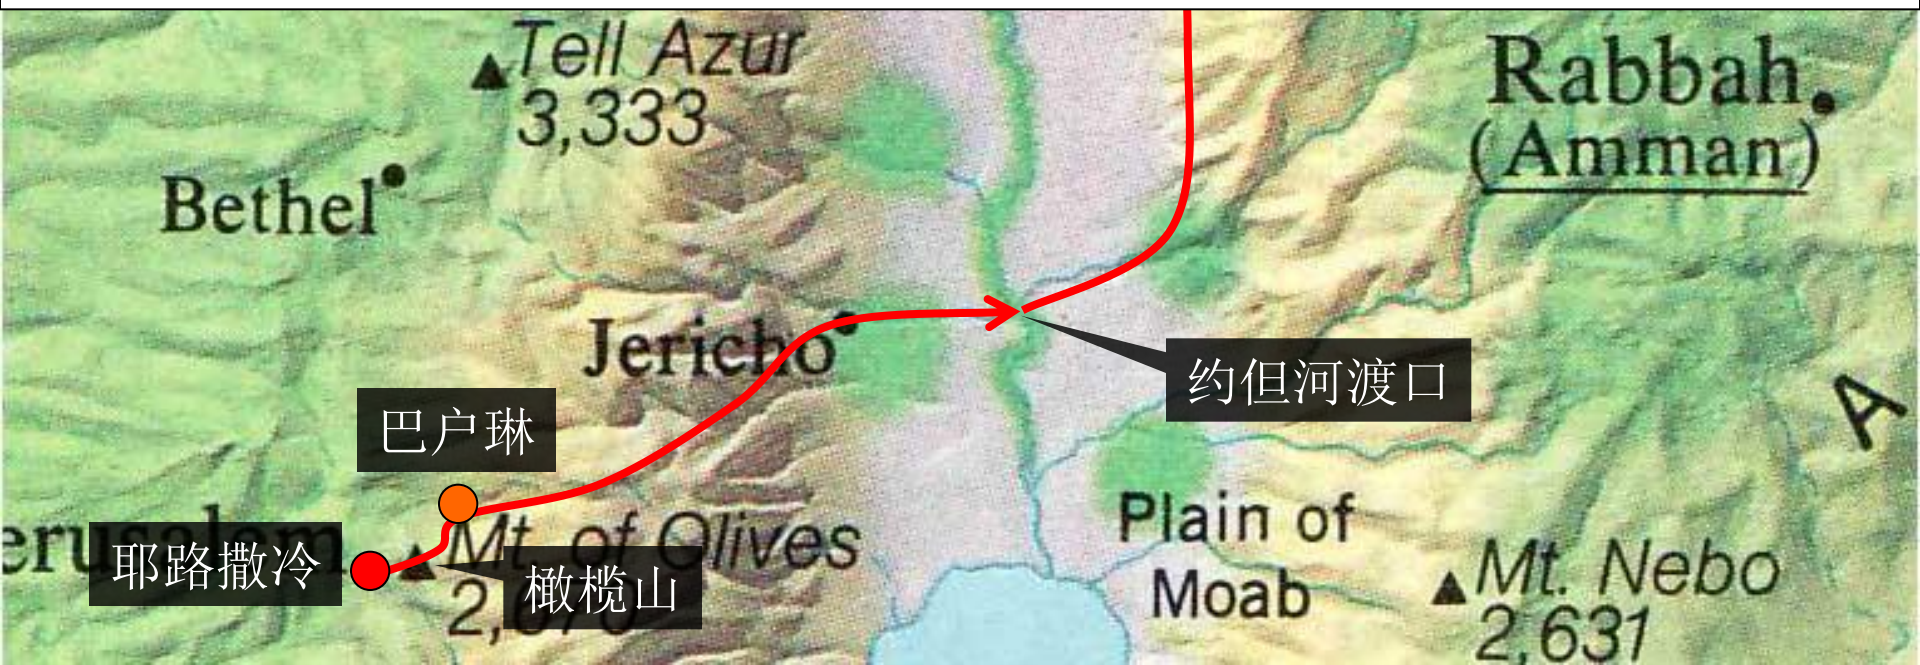 Tell Azur
3,333
Rabbah
(Amman)
Bethel
Jericho
约但河渡口
A
巴户琳
Mt. of Olives
耶路撒冷
橄榄山
Plain of
Moab
Mt. Nebo
2,631